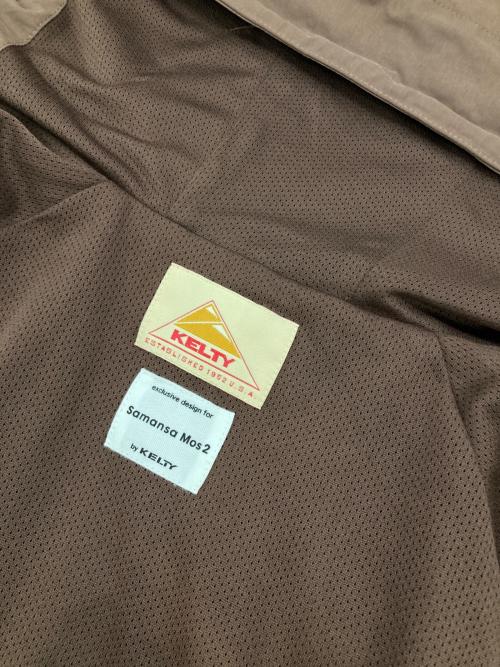 KELTY
ESTABLISHED 1952 U.S.A.
exclusive design for
Samansa Mos2
by KELTY